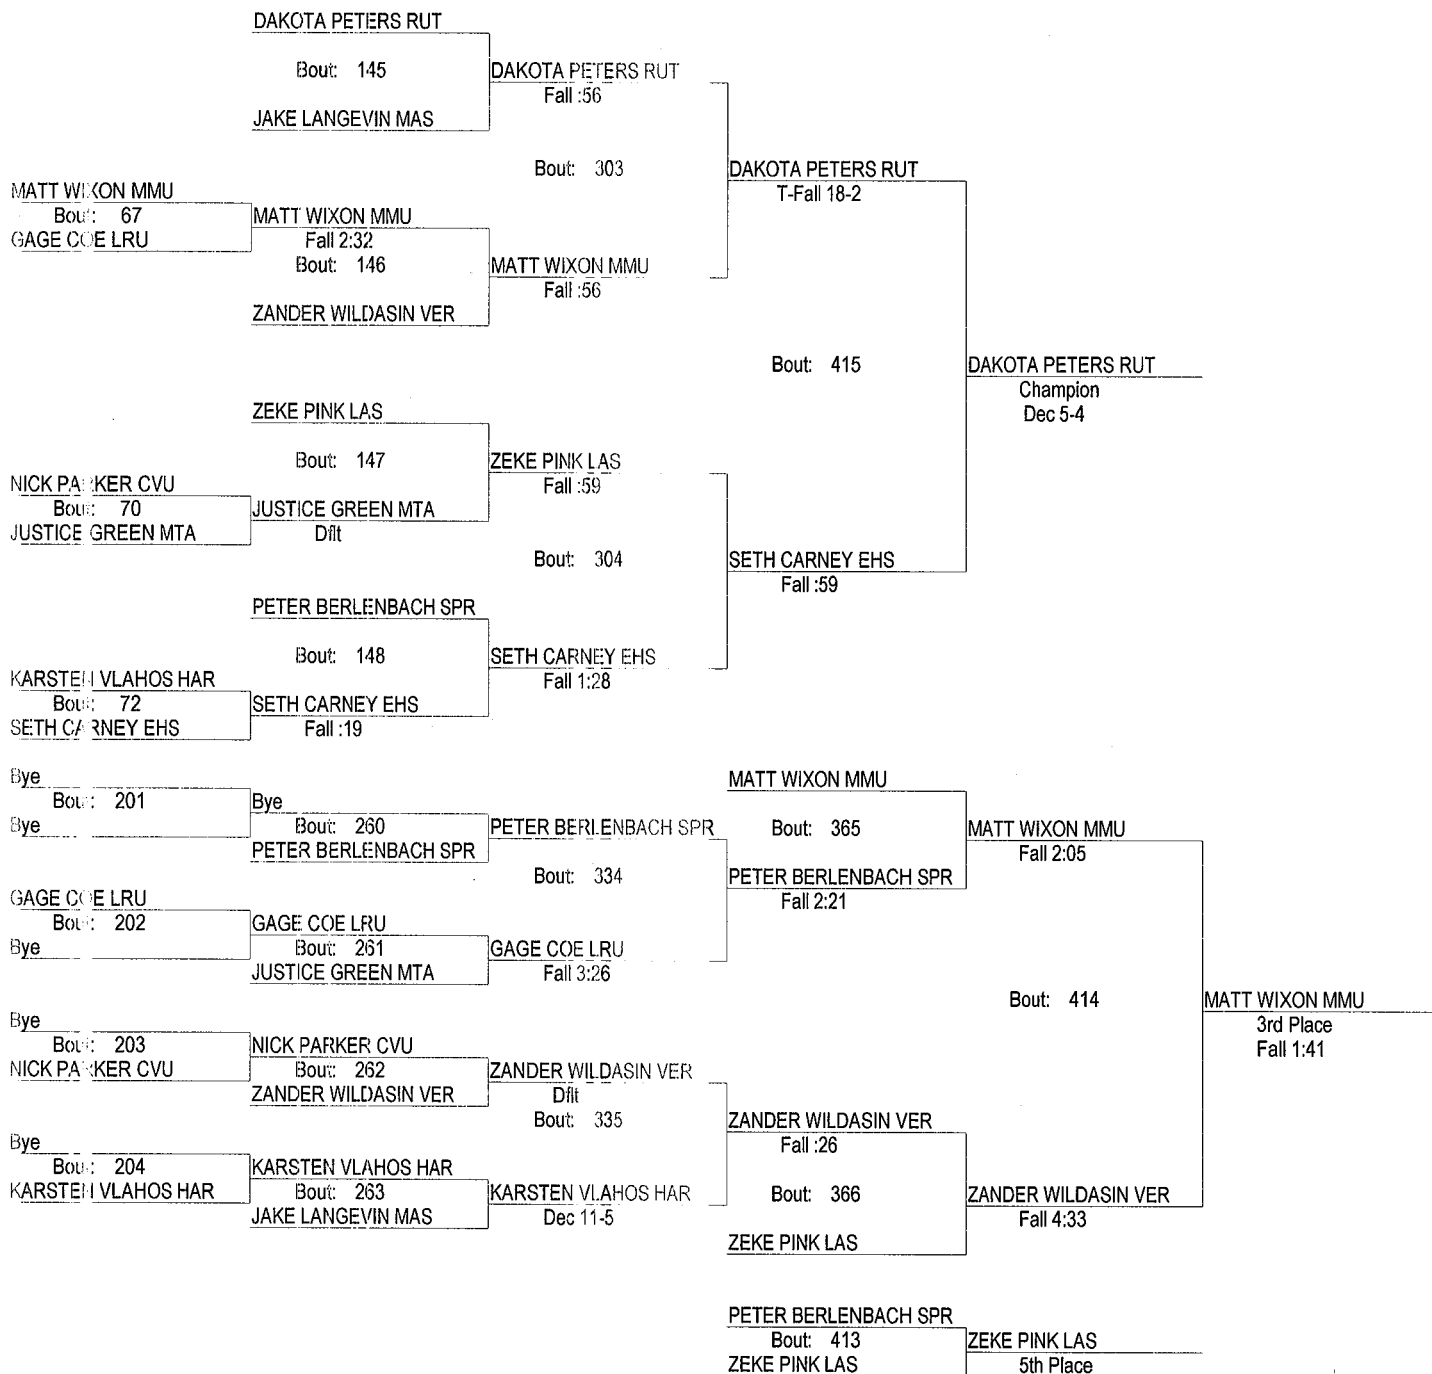 DAKOTA PETERS RUT
Bout: 145
DAKOTA PETERS RUT
Fall :56
JAKE LANGEVIN MAS
Bout: 303
DAKOTA PETERS RUT
T-Fall 18-2
MATT WIXON MMU
Bout: 67
GAGE COE LRU
MATT WIXON MMU
Fall 2:32
Bout: 146
MATT WIXON MMU
Fall :56
ZANDER WILDASIN VER
Bout: 415
DAKOTA PETERS RUT
Champion
Dec 5-4
ZEKE PINK LAS
Bout: 147
ZEKE PINK LAS
Fall :59
NICK PARKER CVU
Bout: 70
JUSTICE GREEN MTA
JUSTICE GREEN MTA
Dflt
Bout: 304
SETH CARNEY EHS
Fall :59
PETER BERLENBACH SPR
Bout: 148
SETH CARNEY EHS
Fall 1:28
KARSTEN VLAHOS HAR
Bout: 72
SETH CARNEY EHS
SETH CARNEY EHS
Fall :19
Bye
Bout: 201
Bye
Bye
Bout: 260
PETER BERLENBACH SPR
PETER BERLENBACH SPR
MATT WIXON MMU
Bout: 365
MATT WIXON MMU
Fall 2:05
Bout: 334
PETER BERLENBACH SPR
Fall 2:21
GAGE COE LRU
Bout: 202
Bye
GAGE COE LRU
Bout: 261
JUSTICE GREEN MTA
GAGE COE LRU
Fall 3:26
Bout: 414
MATT WIXON MMU
3rd Place
Fall 1:41
Bye
Bout: 203
NICK PARKER CVU
NICK PARKER CVU
Bout: 262
ZANDER WILDASIN VER
ZANDER WILDASIN VER
Dflt
Bout: 335
ZANDER WILDASIN VER
Fall :26
Bye
Bout: 204
KARSTEN VLAHOS HAR
KARSTEN VLAHOS HAR
Bout: 263
JAKE LANGEVIN MAS
KARSTEN VLAHOS HAR
Dec 11-5
Bout: 366
ZANDER WILDASIN VER
Fall 4:33
ZEKE PINK LAS
PETER BERLENBACH SPR
Bout: 413
ZEKE PINK LAS
ZEKE PINK LAS
5th Place